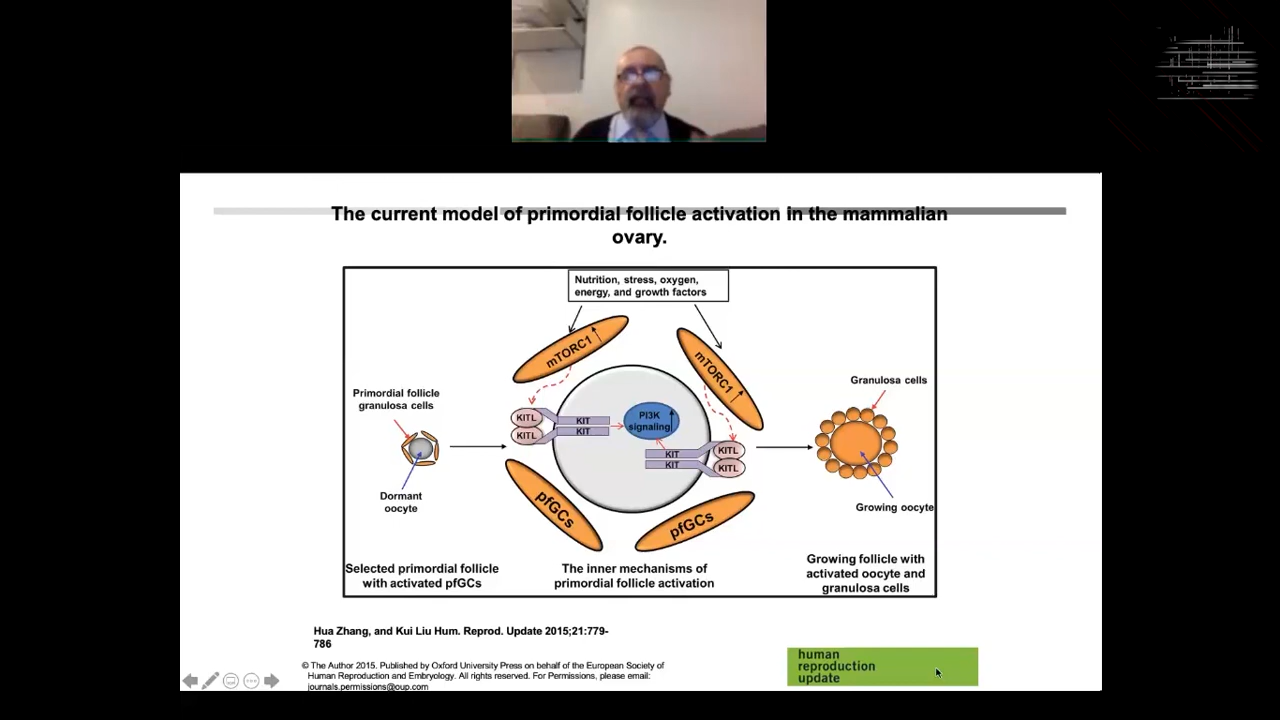 The current model of primordial follicle activation in the mammalian
ovary.
Nutrition, stress, oxygen,
energy, and growth factors
mTORC1
mTORC1
Primordial follicle
granulosa cells
Granulosa cells
KITL
KITL
KIT
KIT
PI3K
signaling
KIT
KIT
KITL
KITL
Dormant
oocyte
pfGCs
pfGCs
Growing oocyte
Selected primordial follicle
with activated pfGCs
The inner mechanisms of
primordial follicle activation
Growing follicle with
activated oocyte and
granulosa cells
Hua Zhang, and Kui Liu Hum. Reprod. Update 2015;21:779-
786
© The Author 2015. Published by Oxford University Press on behalf of the European Society of
Human Reproduction and Embryology. All rights reserved. For Permissions, please email:
journals.permissions@oup.com
human
reproduction
update